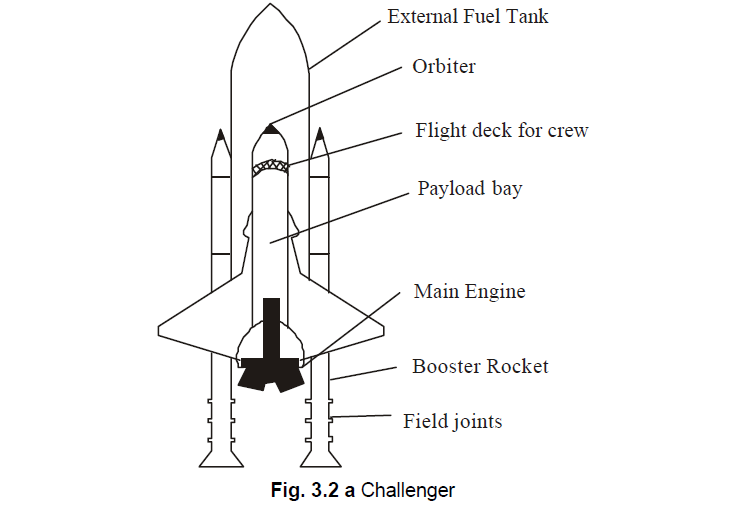 External Fuel Tank
Orbiter
Flight deck for crew
Payload bay
Main Engine
Booster Rocket
Field joints
Fig. 3.2 a Challenger